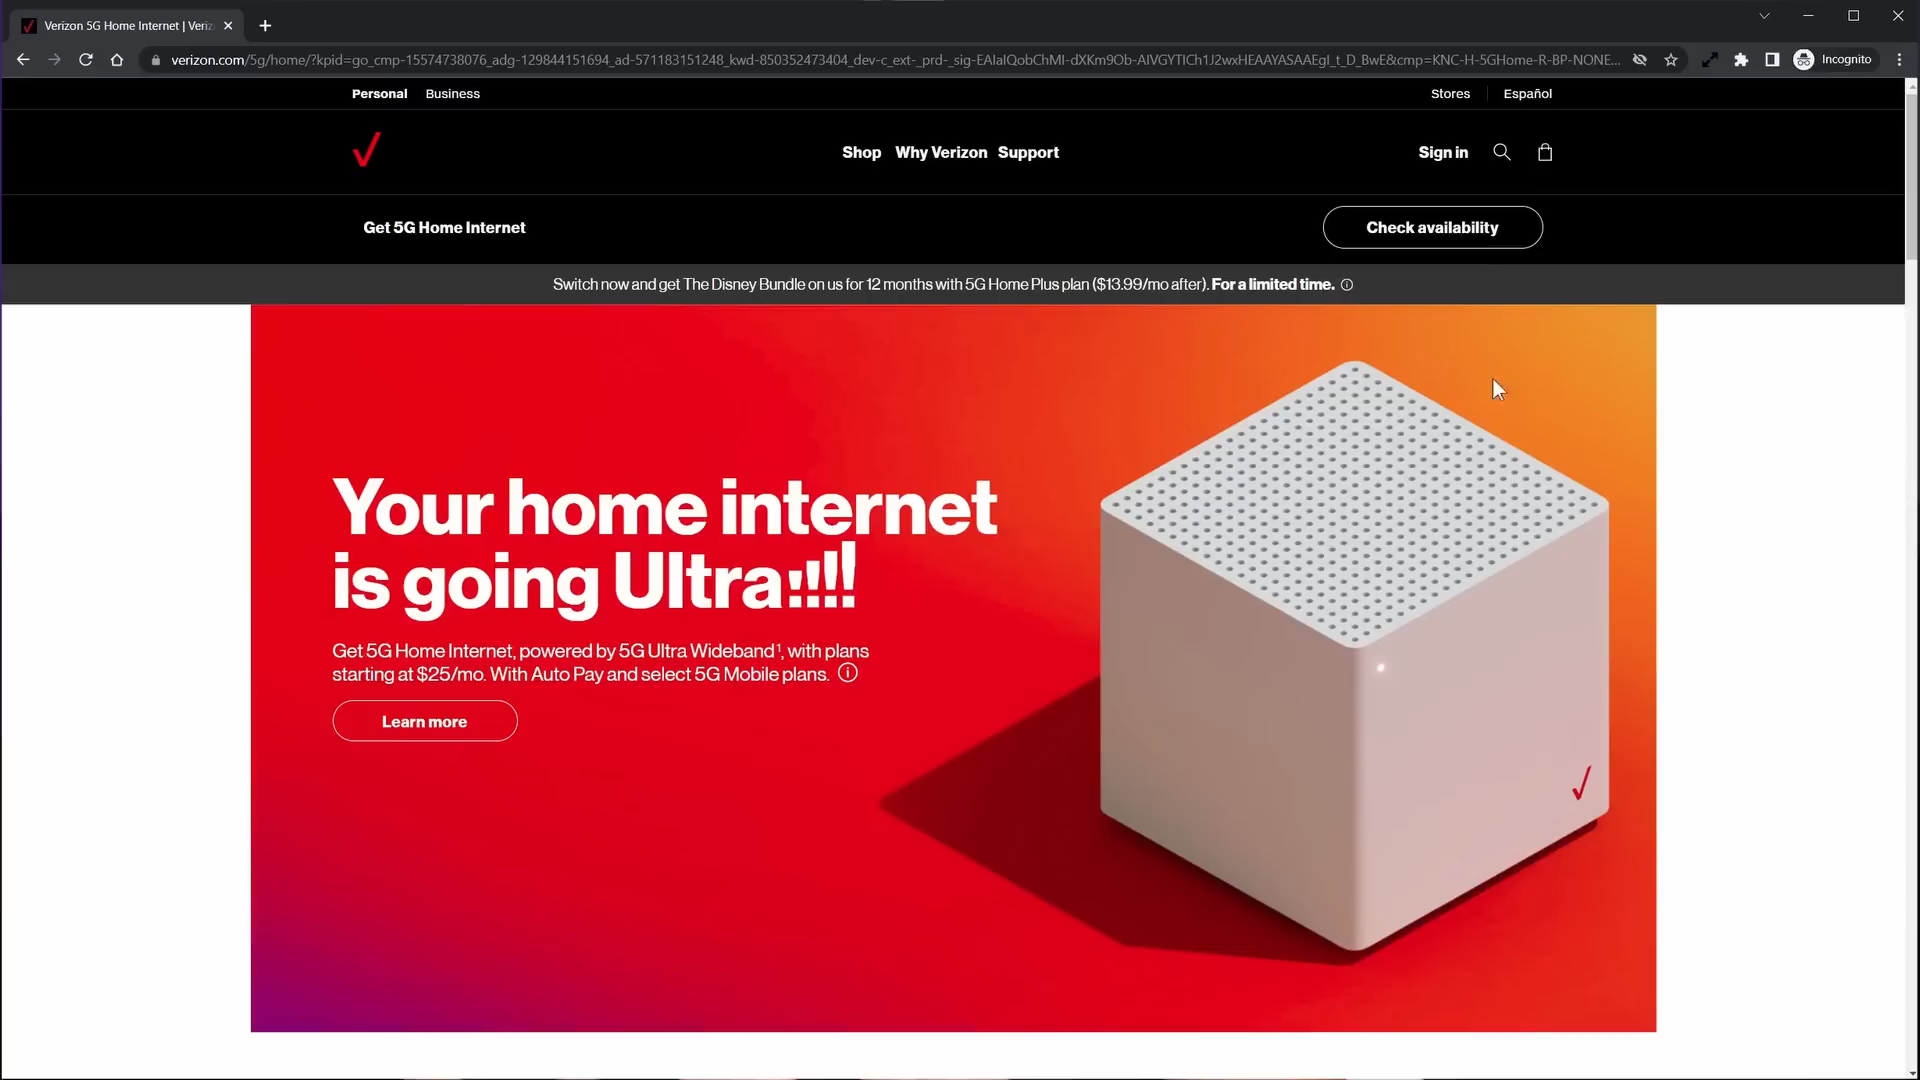 Verizon 5G Home Internet | Veriz
verizon.com/5g/home/?kpid=go_cmp-15574738076_adg-129844151694_ad-571183151248_kwd-850352473404_dev-c_ext-_prd-_sig-EAIaIQobChMI-dXKm9Ob-AIVGYTICh1J2wxHEAAYASAAEgI_t_D_BwE&cmp=KNC-H-5GHome-R-BP-NONE...
Incognito
Personal Business
Stores Español
Shop Why Verizon Support
Sign in
Get 5G Home Internet
Check availability
Switch now and get The Disney Bundle on us for 12 months with 5G Home Plus plan ($13.99/mo after). For a limited time.
Your home internet
is going Ultra!!!!!
Get 5G Home Internet, powered by 5G Ultra Wideband¹, with plans
starting at $25/mo. With Auto Pay and select 5G Mobile plans.
Learn more